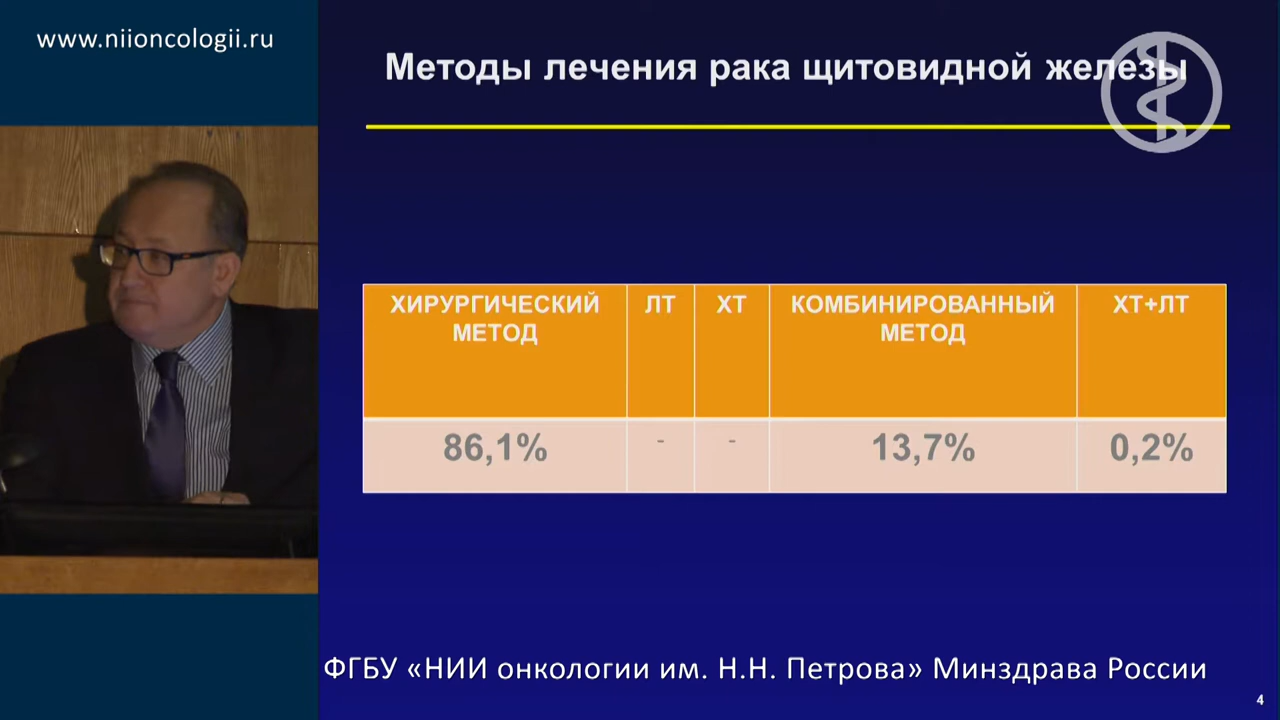 www.niioncologii.ru
Методы лечения рака щитовидной железы
ХИРУРГИЧЕСКИЙ
МЕТОД
ЛТ
ХТ
КОМБИНИРОВАННЫЙ
МЕТОД
ХТ+ЛТ
86,1%
-
-
13,7%
0,2%
ФГБУ «НИИ онкологии им. Н.Н. Петрова» Минздрава России
4